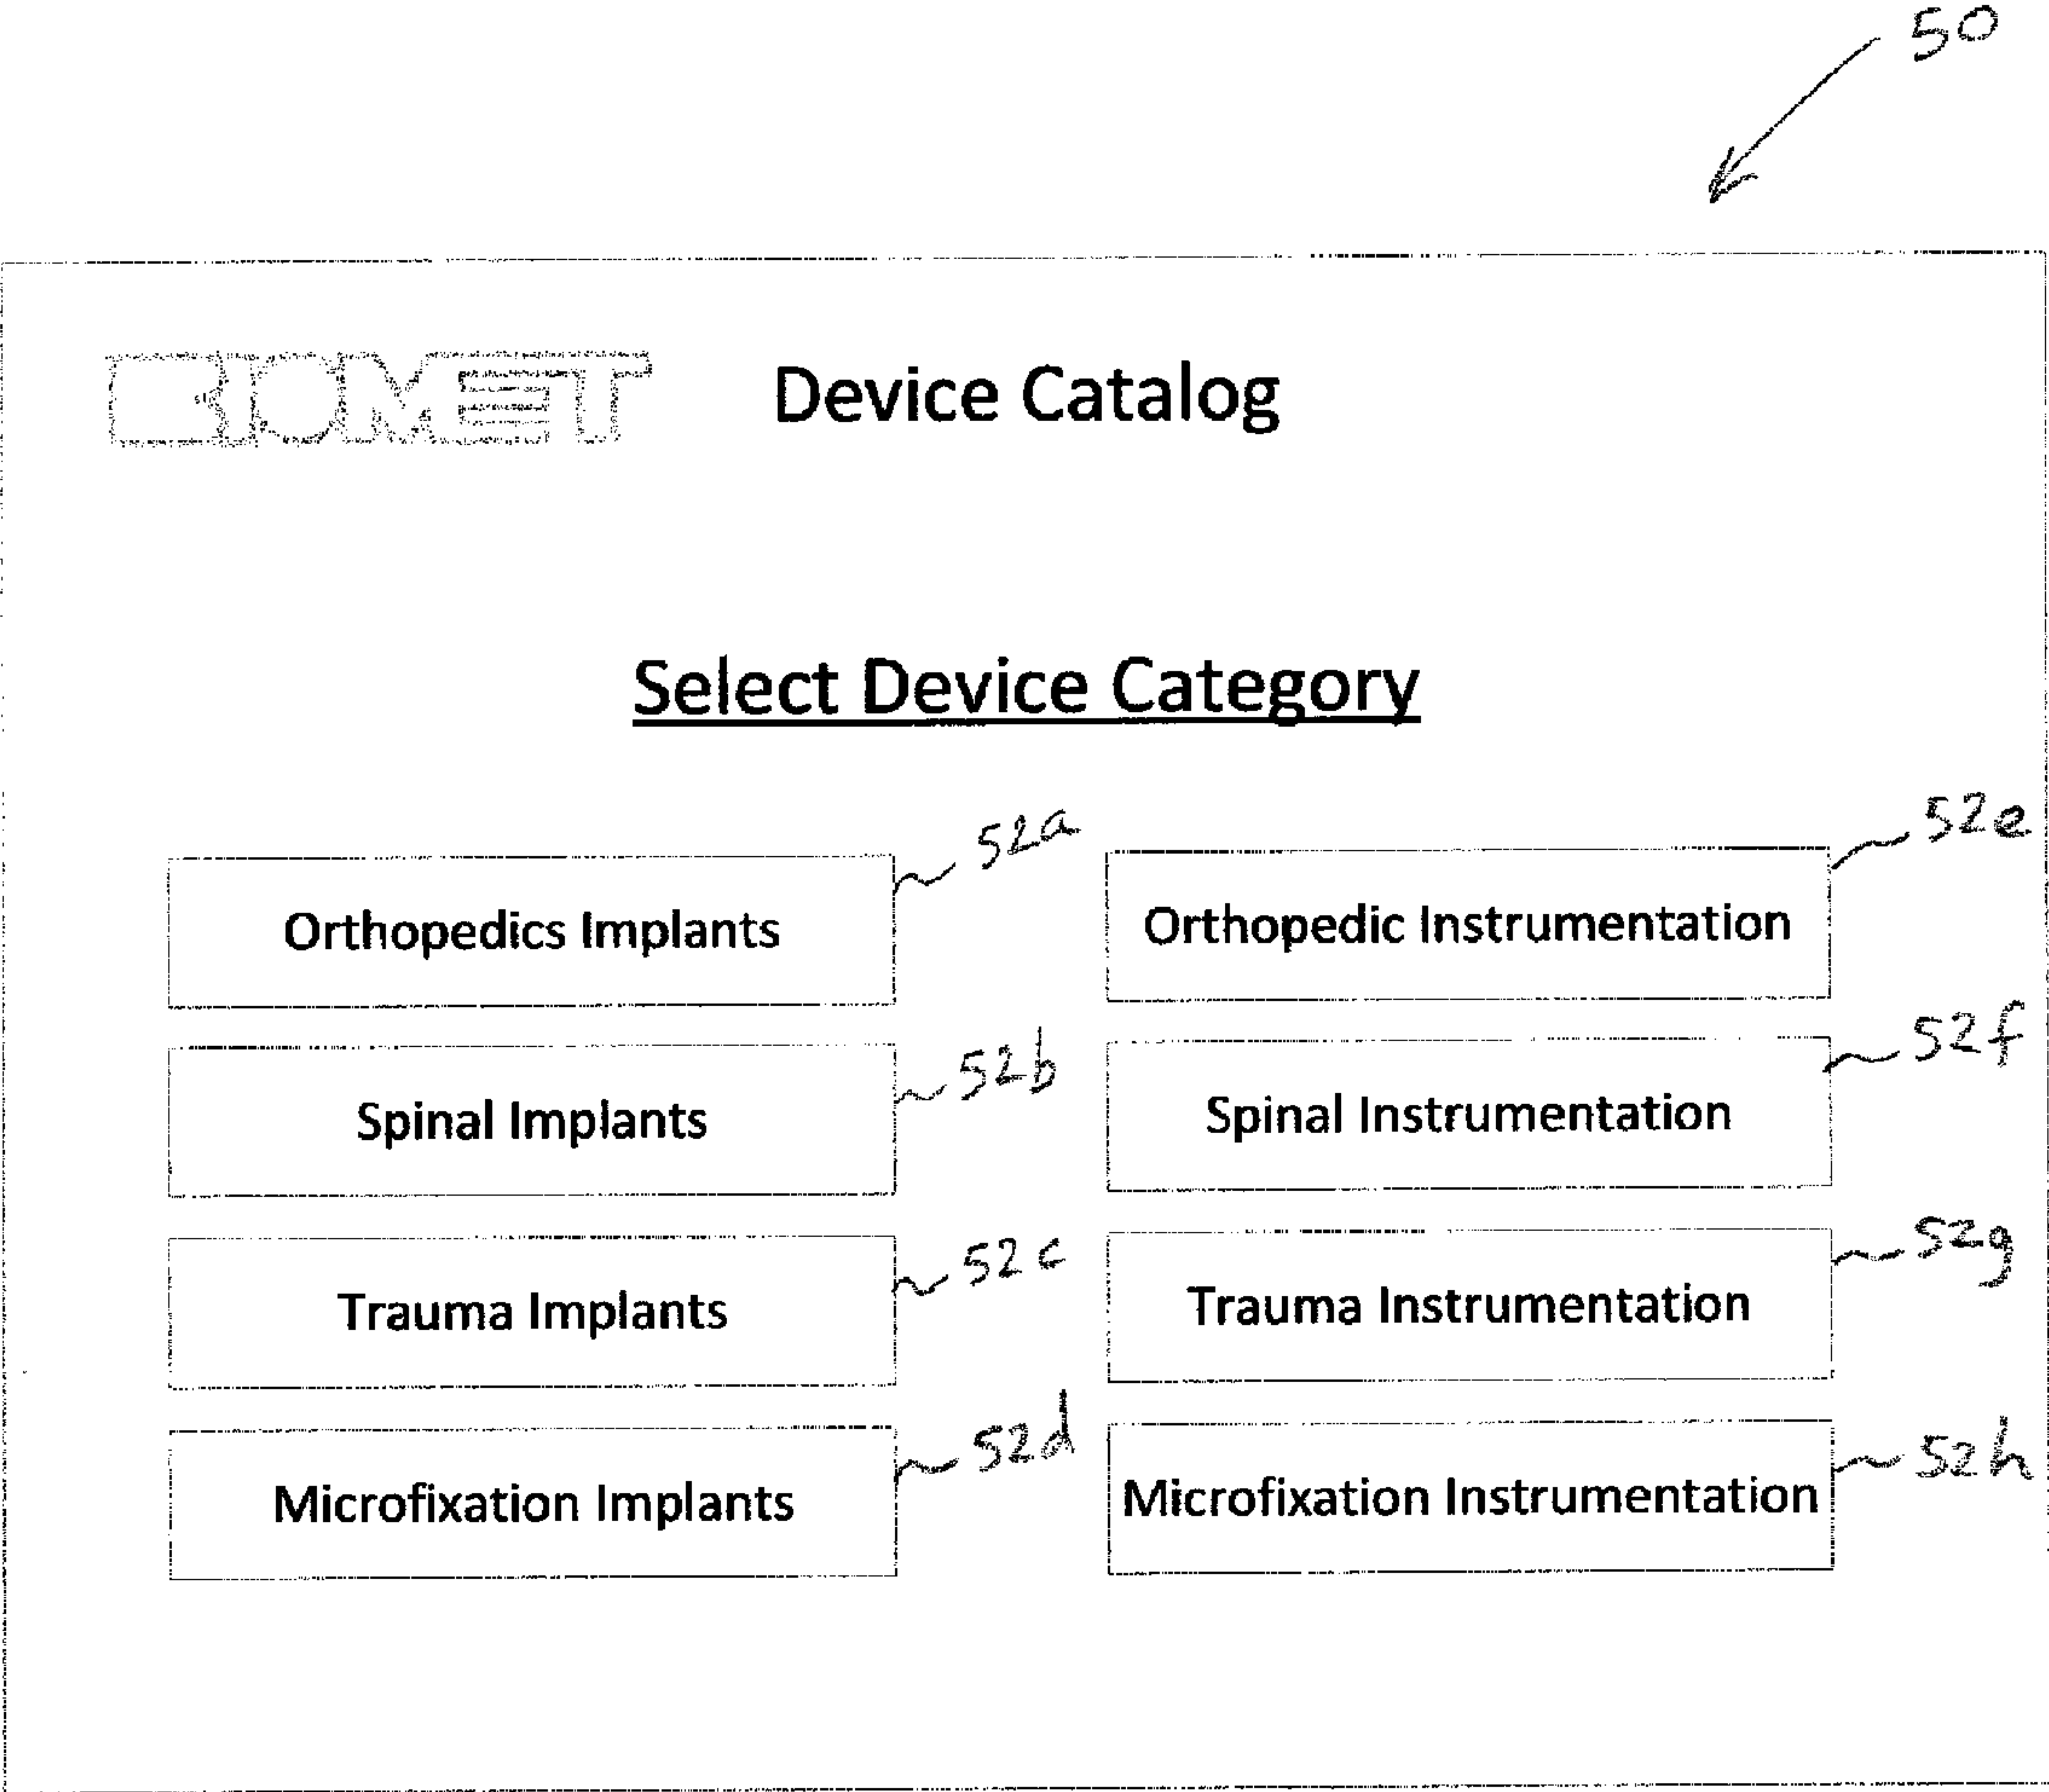 50
BIOMET Device Catalog
Select Device Category
52a
52e
Orthopedics Implants
Orthopedic Instrumentation
52b
52f
Spinal Implants
Spinal Instrumentation
52c
52g
Trauma Implants
Trauma Instrumentation
52d
52h
Microfixation Implants
Microfixation Instrumentation